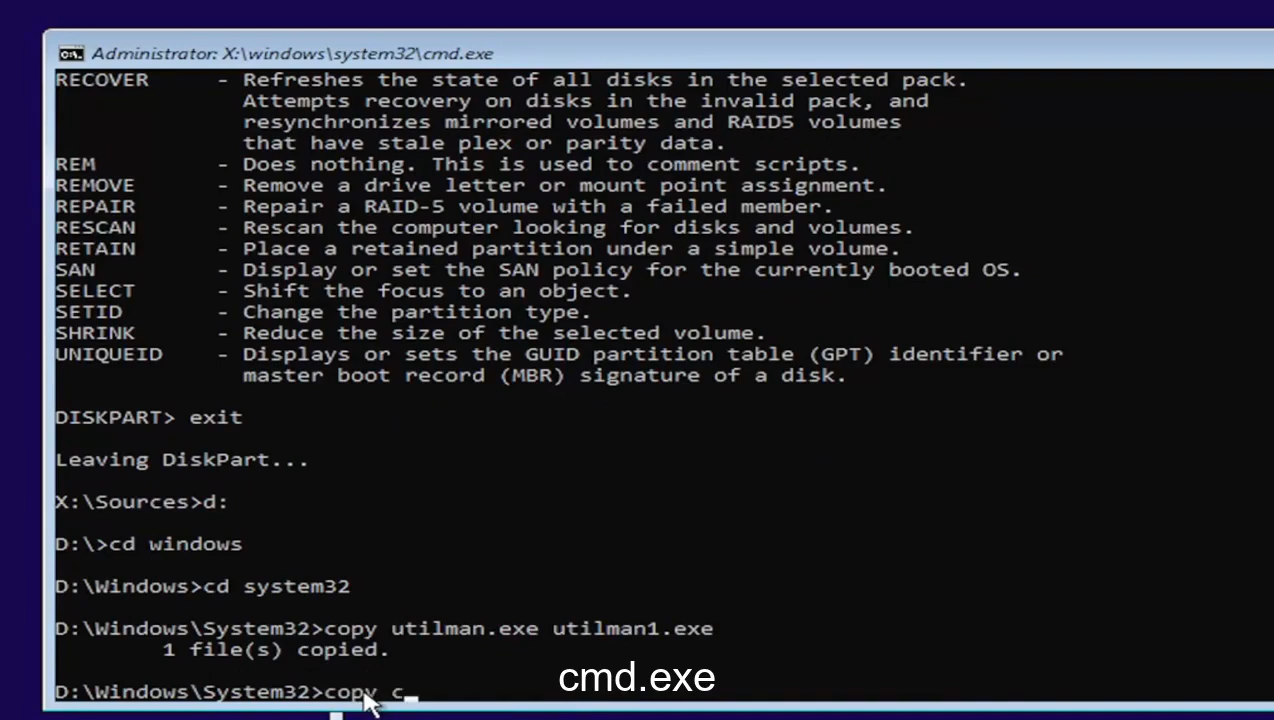 Administrator: X:\windows\system32\cmd.exe
RECOVER     - Refreshes the state of all disks in the selected pack.
              Attempts recovery on disks in the invalid pack, and
              resynchronizes mirrored volumes and RAID5 volumes
              that have stale plex or parity data.
REM         - Does nothing. This is used to comment scripts.
REMOVE      - Remove a drive letter or mount point assignment.
REPAIR      - Repair a RAID-5 volume with a failed member.
RESCAN      - Rescan the computer looking for disks and volumes.
RETAIN      - Place a retained partition under a simple volume.
SAN         - Display or set the SAN policy for the currently booted OS.
SELECT      - Shift the focus to an object.
SETID       - Change the partition type.
SHRINK      - Reduce the size of the selected volume.
UNIQUEID    - Displays or sets the GUID partition table (GPT) identifier or
              master boot record (MBR) signature of a disk.
DISKPART> exit
Leaving DiskPart...
X:\Sources>d:
D:\>cd windows
D:\Windows>cd system32
D:\Windows\System32>copy utilman.exe utilman1.exe
        1 file(s) copied.
D:\Windows\System32>copy c_
cmd.exe